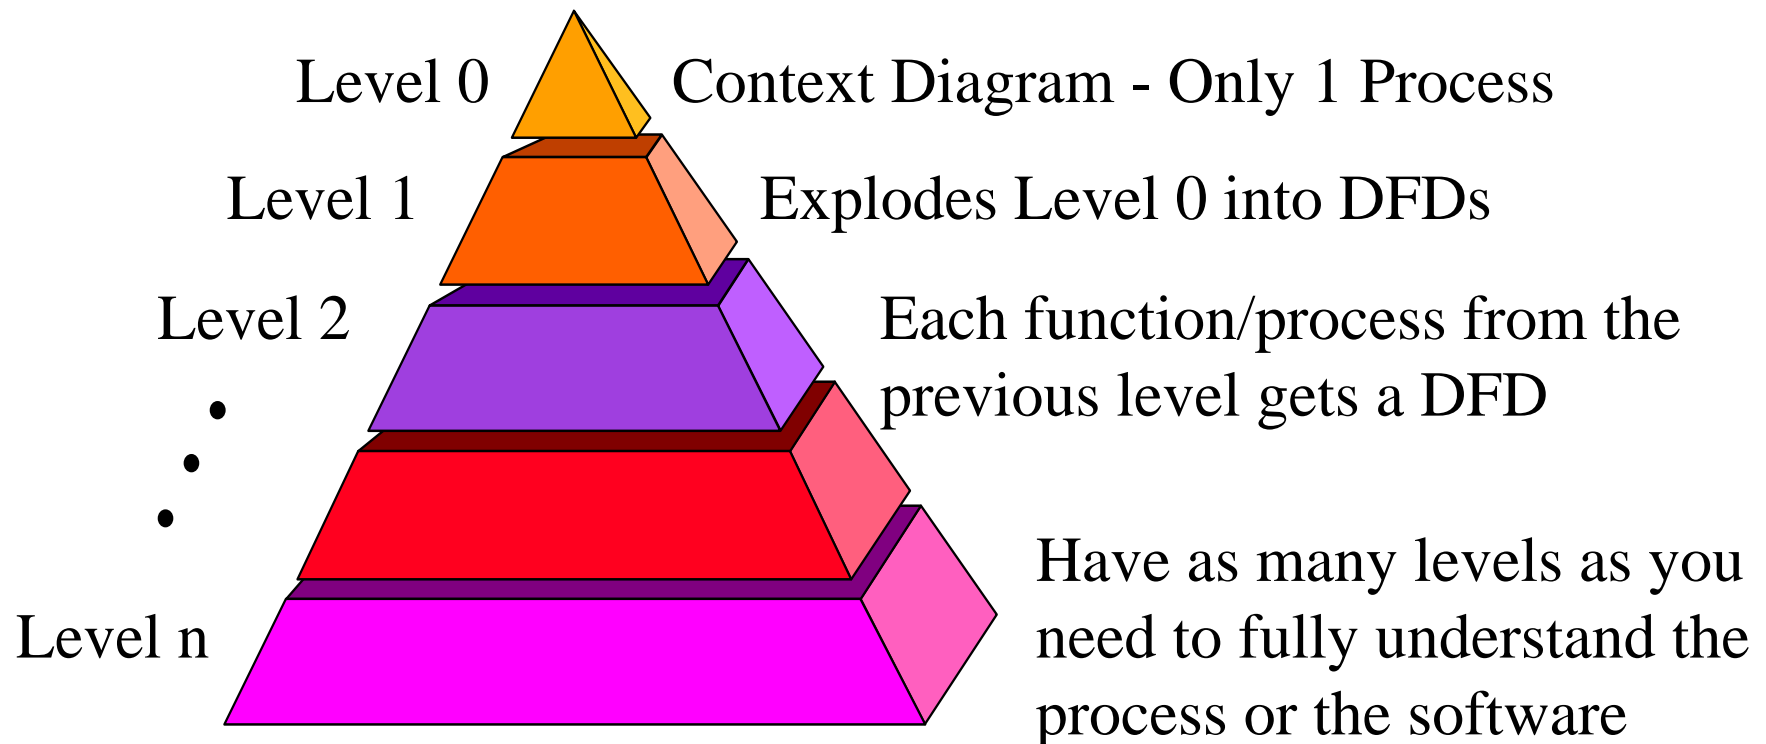 Level 0
Context Diagram - Only 1 Process
Level 1
Explodes Level 0 into DFDs
Level 2
Each function/process from the
previous level gets a DFD
Level n
Have as many levels as you
need to fully understand the
process or the software